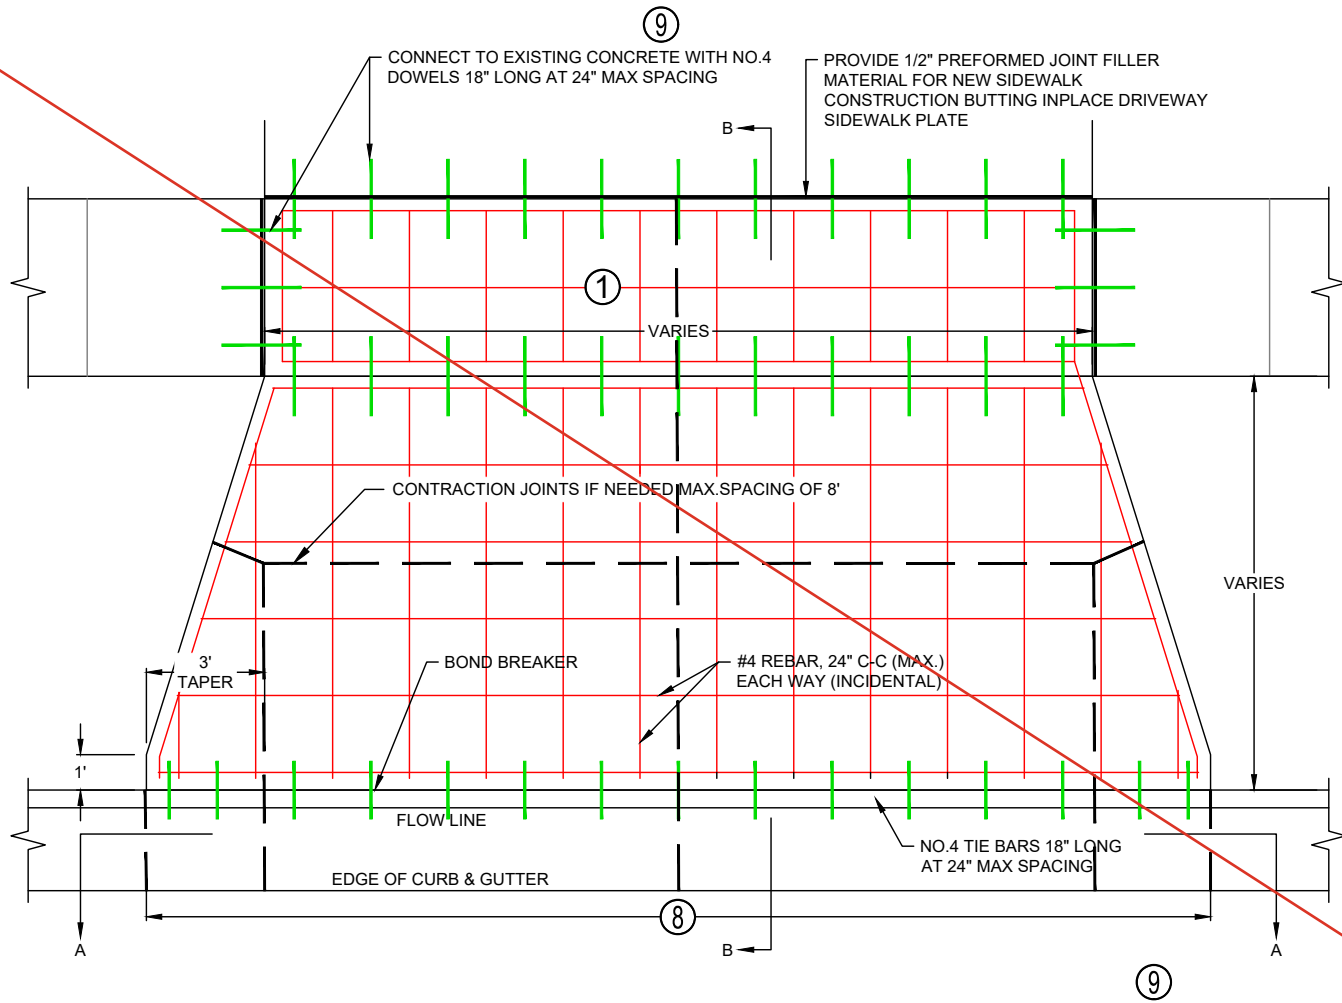 9
CONNECT TO EXISTING CONCRETE WITH NO.4
DOWELS 18" LONG AT 24" MAX SPACING
PROVIDE 1/2" PREFORMED JOINT FILLER
MATERIAL FOR NEW SIDEWALK
CONSTRUCTION BUTTING INPLACE DRIVEWAY
SIDEWALK PLATE
B
1
VARIES
CONTRACTION JOINTS IF NEEDED MAX.SPACING OF 8'
VARIES
3'
TAPER
BOND BREAKER
#4 REBAR, 24" C-C (MAX.)
EACH WAY (INCIDENTAL)
1'
FLOW LINE
NO.4 TIE BARS 18" LONG
AT 24" MAX SPACING
EDGE OF CURB & GUTTER
8
A
B
A
9